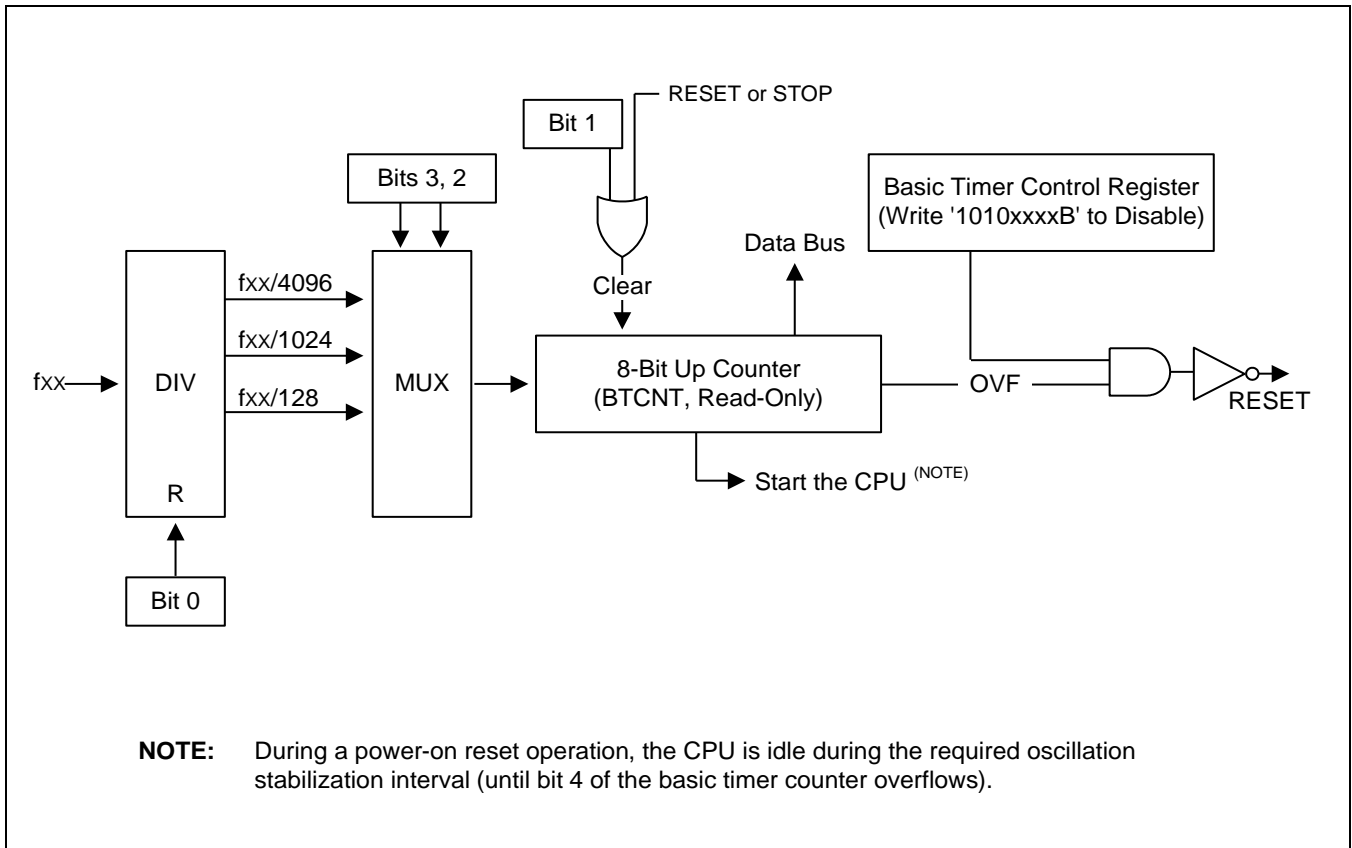 RESET or STOP
Bit 1
Bits 3, 2
Basic Timer Control Register
(Write '1010xxxxB' to Disable)
Data Bus
Clear
fxx/4096
fxx/1024
fxx/128
fxx
DIV
R
MUX
8-Bit Up Counter
(BTCNT, Read-Only)
OVF
RESET
Start the CPU (NOTE)
Bit 0
NOTE: During a power-on reset operation, the CPU is idle during the required oscillation
stabilization interval (until bit 4 of the basic timer counter overflows).